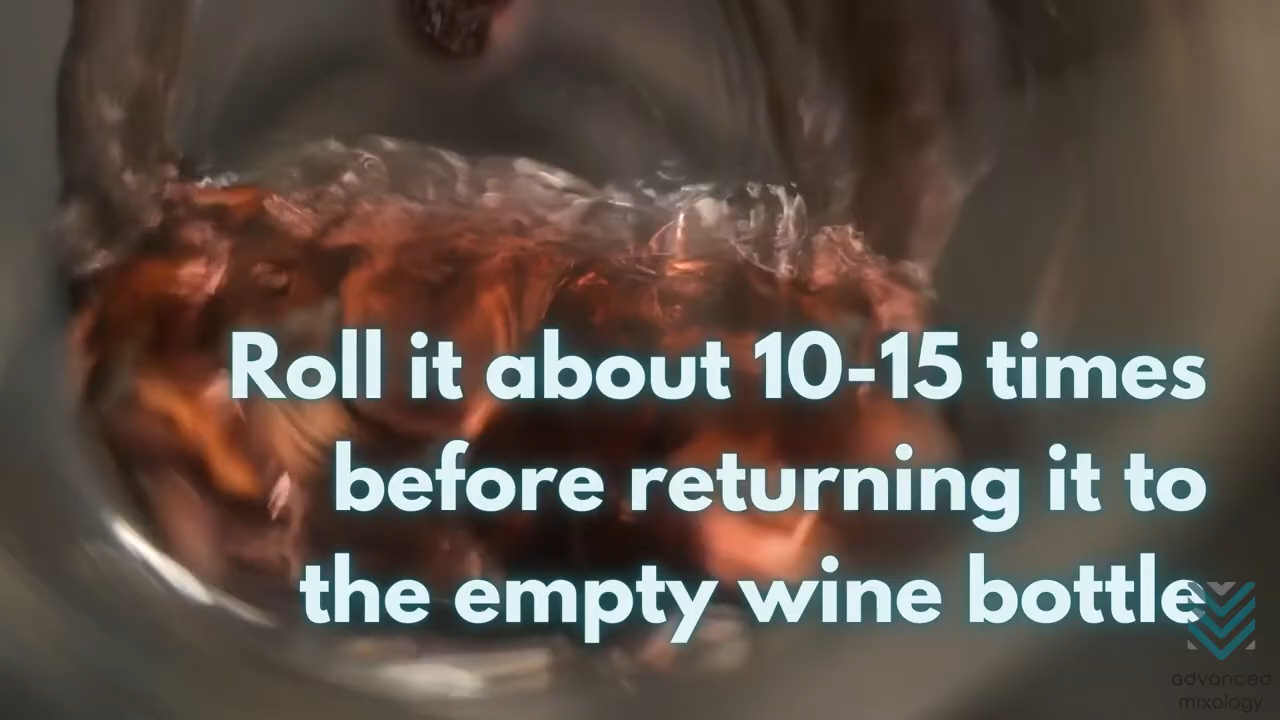 Roll it about 10-15 times
before returning it to
the empty wine bottle
advanced
mixology